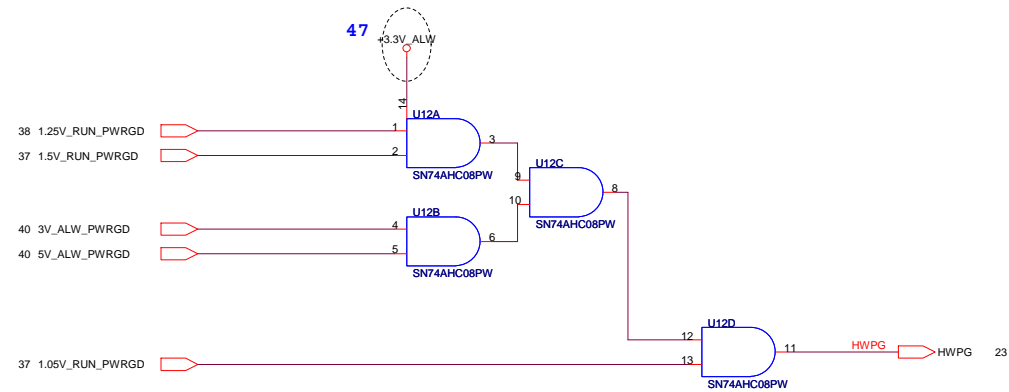 47
+3.3V_ALW
14
U12A
38 1.25V_RUN_PWRGD
1
3
37 1.5V_RUN_PWRGD
2
SN74AHC08PW
U12C
9
8
10
SN74AHC08PW
U12B
40 3V_ALW_PWRGD
4
6
40 5V_ALW_PWRGD
5
SN74AHC08PW
U12D
12
11
HWPG
HWPG 23
37 1.05V_RUN_PWRGD
13
SN74AHC08PW